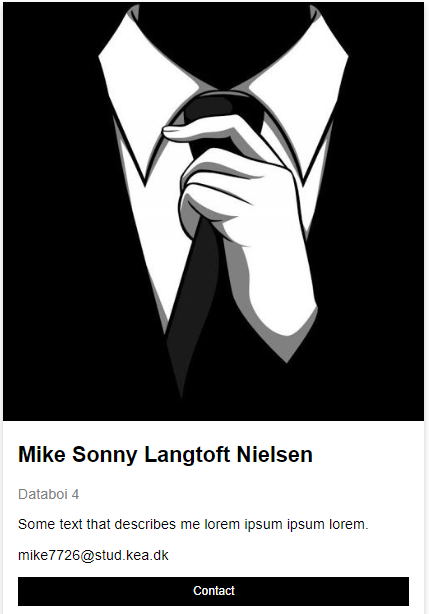 Mike Sonny Langtoft Nielsen
Databoi 4
Some text that describes me lorem ipsum ipsum lorem.
mike7726@stud.kea.dk
Contact